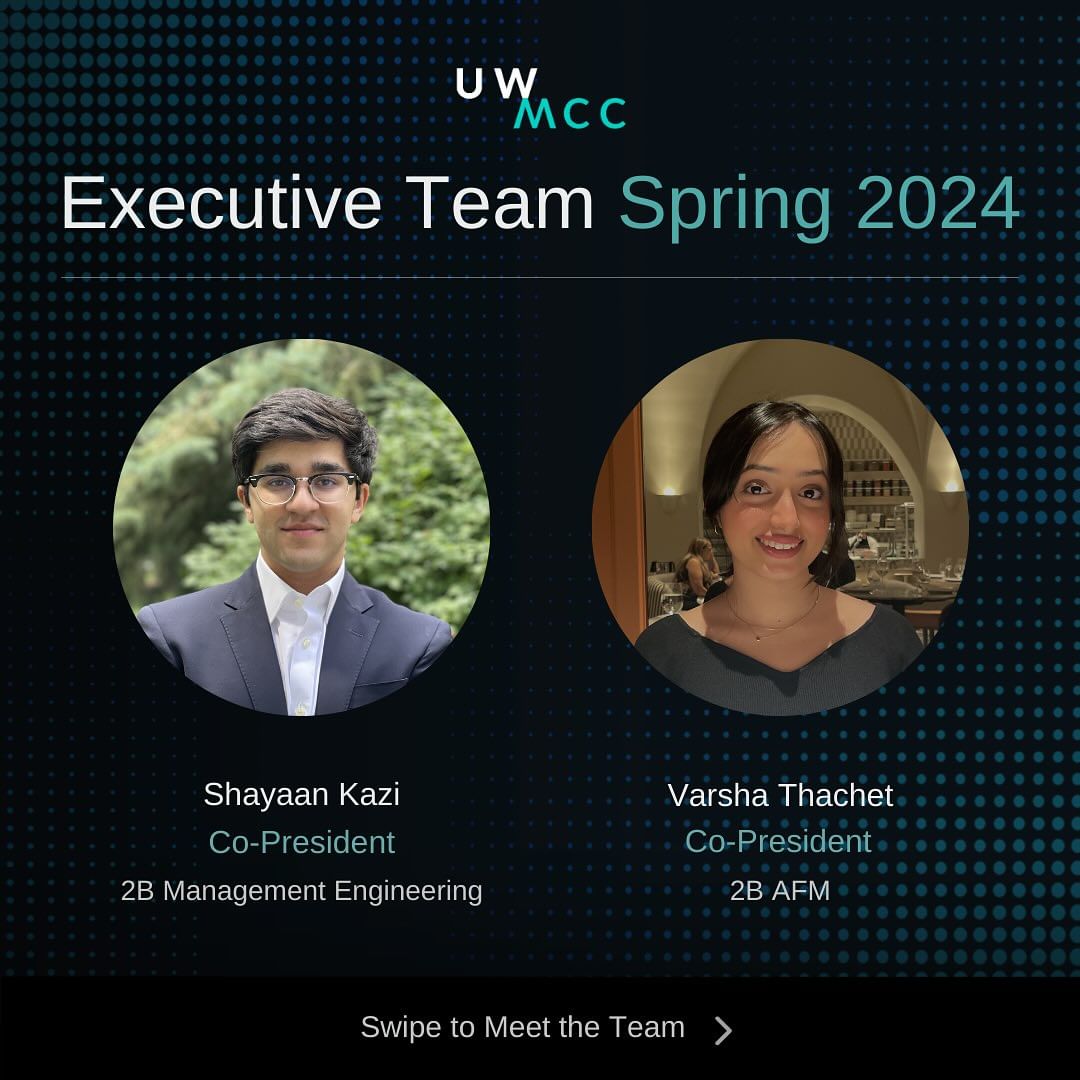 UW
MCC
Executive Team Spring 2024
Shayaan Kazi
Co-President
2B Management Engineering
Varsha Thachet
Co-President
2B AFM
Swipe to Meet the Team